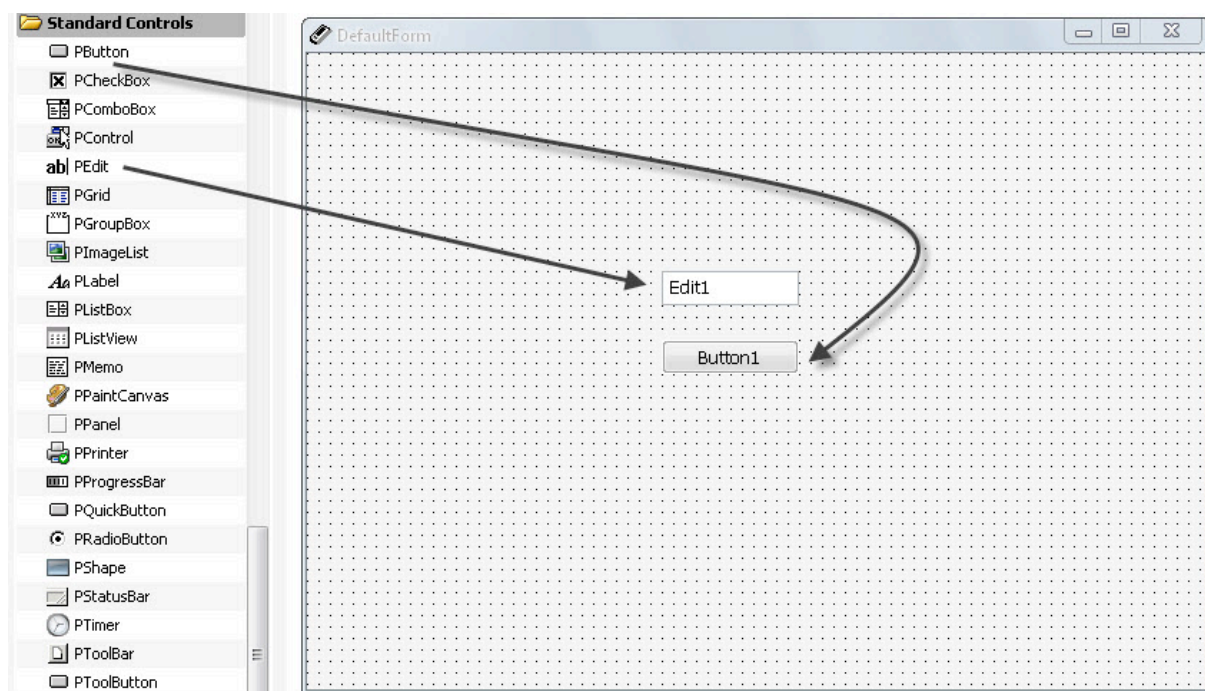 Standard Controls
PButton
PCheckBox
PComboBox
PControl
PEdit
PGrid
PGroupBox
PImageList
PLabel
PListBox
PListView
PMemo
PPaintCanvas
PPanel
PPrinter
PProgressBar
PQuickButton
PRadioButton
PShape
PStatusBar
PTimer
PToolBar
PToolButton
DefaultForm
Edit1
Button1